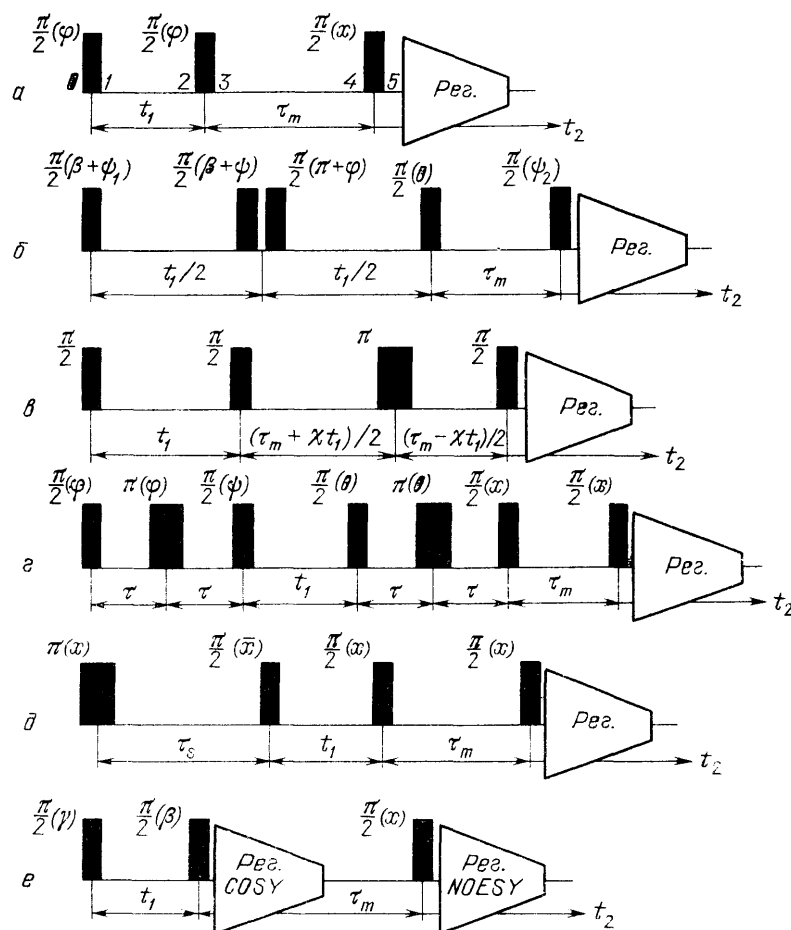 π/2(φ) π/2(φ) π/2(x)
а 0 1 2 3 4 5 Рег.
t₁ τₘ t₂
π/2(β+ψ₁) π/2(β+ψ) π/2(π+φ) π/2(θ) π/2(ψ₂)
б Рег.
t₁/2 t₁/2 τₘ t₂
π/2 π/2 π π/2
в Рег.
t₁ (τₘ+χt₁)/2 (τₘ-χt₁)/2 t₂
π/2(φ) π(φ) π/2(ψ) π/2(θ) π(θ) π/2(x) π/2(x)
г Рег.
τ τ t₁ τ τ τₘ t₂
π(x) π/2(x̄) π/2(x) π/2(x)
д Рег.
τₛ t₁ τₘ t₂
π/2(γ) π/2(β) π/2(x)
е Рег. Рег.
COSY NOESY
t₁ τₘ t₂